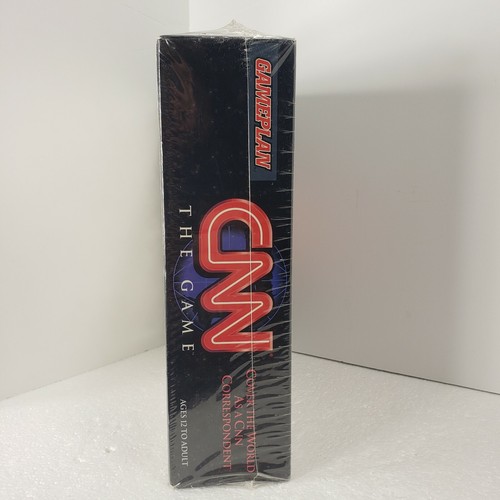 GAMEPLAN
CNN
THE GAME
COVER THE WORLD
AS A CNN
CORRESPONDENT
AGES 12 TO ADULT